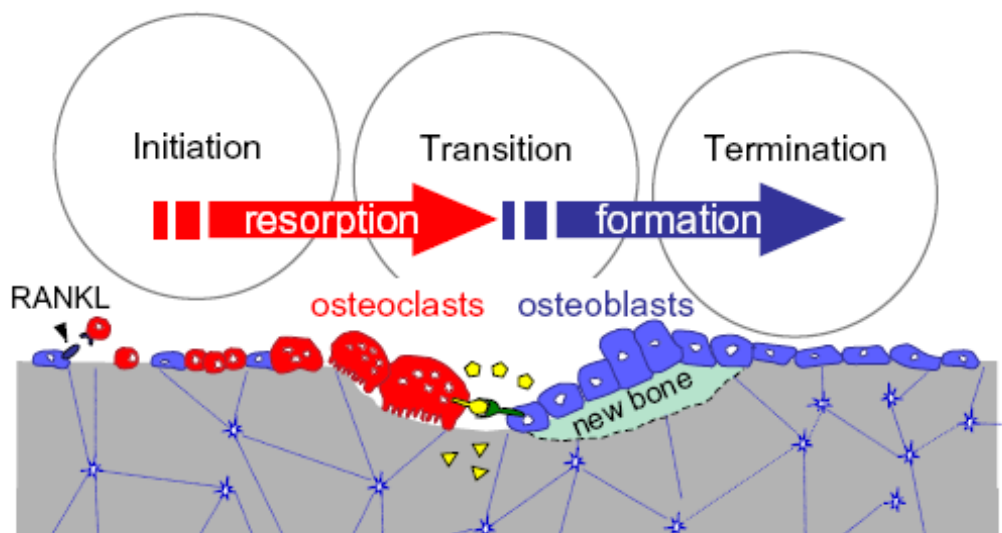 Initiation
Transition
Termination
resorption
formation
RANKL
osteoclasts
osteoblasts
new bone